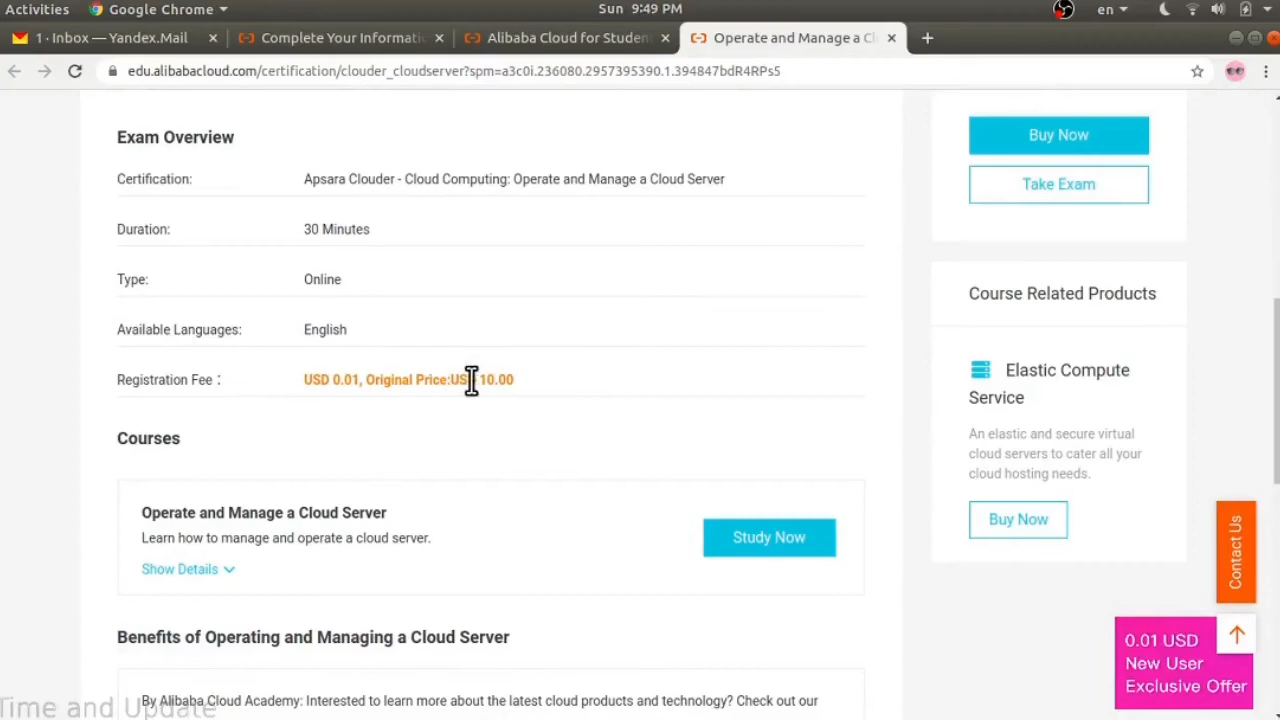 Activities Google Chrome Sun 9:49 PM en
1 · Inbox — Yandex.Mail Complete Your Informati Alibaba Cloud for Studen Operate and Manage a Cl
edu.alibabacloud.com/certification/clouder_cloudserver?spm=a3c0i.236080.2957395390.1.394847bdR4RPs5
Exam Overview
Certification: Apsara Clouder - Cloud Computing: Operate and Manage a Cloud Server
Duration: 30 Minutes
Type: Online
Available Languages: English
Registration Fee : USD 0.01, Original Price:USD 10.00
Courses
Operate and Manage a Cloud Server
Learn how to manage and operate a cloud server.
Show Details
Study Now
Benefits of Operating and Managing a Cloud Server
By Alibaba Cloud Academy: Interested to learn more about the latest cloud products and technology? Check out our
Buy Now
Take Exam
Course Related Products
Elastic Compute
Service
An elastic and secure virtual
cloud servers to cater all your
cloud hosting needs.
Buy Now
Contact Us
0.01 USD
New User
Exclusive Offer
Time and Update